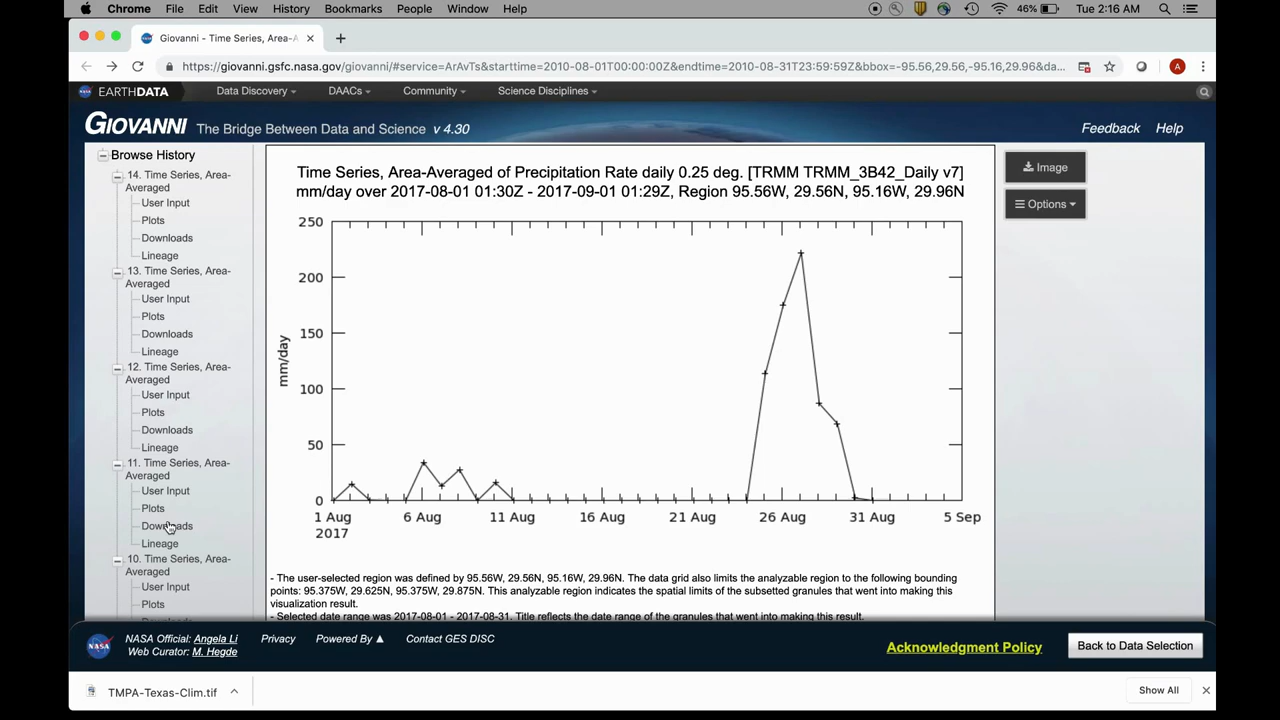 Chrome File Edit View History Bookmarks People Window Help 46% Tue 2:16 AM
Giovanni - Time Series, Area-A
https://giovanni.gsfc.nasa.gov/giovanni/#service=ArAvTs&starttime=2010-08-01T00:00:00Z&endtime=2010-08-31T23:59:59Z&bbox=-95.56,29.56,-95.16,29.96&da... A
EARTHDATA Data Discovery DAACs Community Science Disciplines
GIOVANNI The Bridge Between Data and Science v 4.30 Feedback Help
Browse History
14. Time Series, Area-
Averaged
User Input
Plots
Downloads
Lineage
13. Time Series, Area-
Averaged
User Input
Plots
Downloads
Lineage
12. Time Series, Area-
Averaged
User Input
Plots
Downloads
Lineage
11. Time Series, Area-
Averaged
User Input
Plots
Downloads
Lineage
10. Time Series, Area-
Averaged
User Input
Plots
Time Series, Area-Averaged of Precipitation Rate daily 0.25 deg. [TRMM TRMM_3B42_Daily v7]
mm/day over 2017-08-01 01:30Z - 2017-09-01 01:29Z, Region 95.56W, 29.56N, 95.16W, 29.96N
250
200
150
100
50
0
mm/day
1 Aug 6 Aug 11 Aug 16 Aug 21 Aug 26 Aug 31 Aug 5 Sep
2017
- The user-selected region was defined by 95.56W, 29.56N, 95.16W, 29.96N. The data grid also limits the analyzable region to the following bounding
points: 95.375W, 29.625N, 95.375W, 29.875N. This analyzable region indicates the spatial limits of the subsetted granules that went into making this
visualization result.
- Selected date range was 2017-08-01 - 2017-08-31. Title reflects the date range of the granules that went into making this result.
Image
Options
NASA
NASA Official: Angela Li
Web Curator: M. Hegde
Privacy Powered By Contact GES DISC
Acknowledgment Policy
Back to Data Selection
TMPA-Texas-Clim.tif
Show All